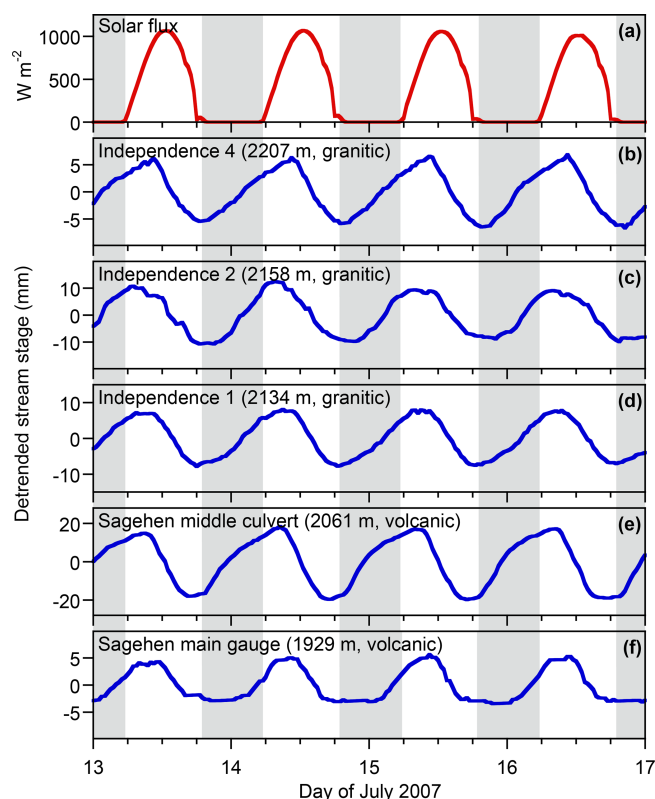 Solar flux
(a)
1000
500
0
W m-2
Independence 4 (2207 m, granitic)
(b)
5
0
-5
Independence 2 (2158 m, granitic)
(c)
10
0
-10
Independence 1 (2134 m, granitic)
(d)
10
0
-10
Detrended stream stage (mm)
Sagehen middle culvert (2061 m, volcanic)
(e)
20
0
-20
Sagehen main gauge (1929 m, volcanic)
(f)
5
0
-5
13 14 15 16 17
Day of July 2007